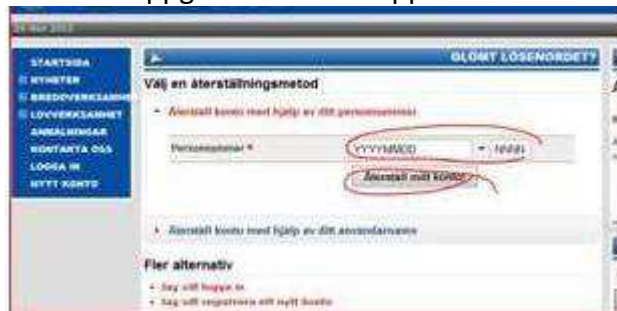 GLÖMT LÖSENORDET?
STARTSIDA
NYHETER
BREDDVERKSAMHET
LOVVERKSAMHET
ANMÄLNINGAR
KONTAKTA OSS
LOGGA IN
NYTT KONTO
Välj en återställningsmetod
Återställ konto med hjälp av ditt personnummer
Personnummer *
YYYYMMDD - NNNN
Återställ mitt konto
Återställ konto med hjälp av ditt användarnamn
Fler alternativ
Jag vill logga in
Jag vill registrera ett nytt konto